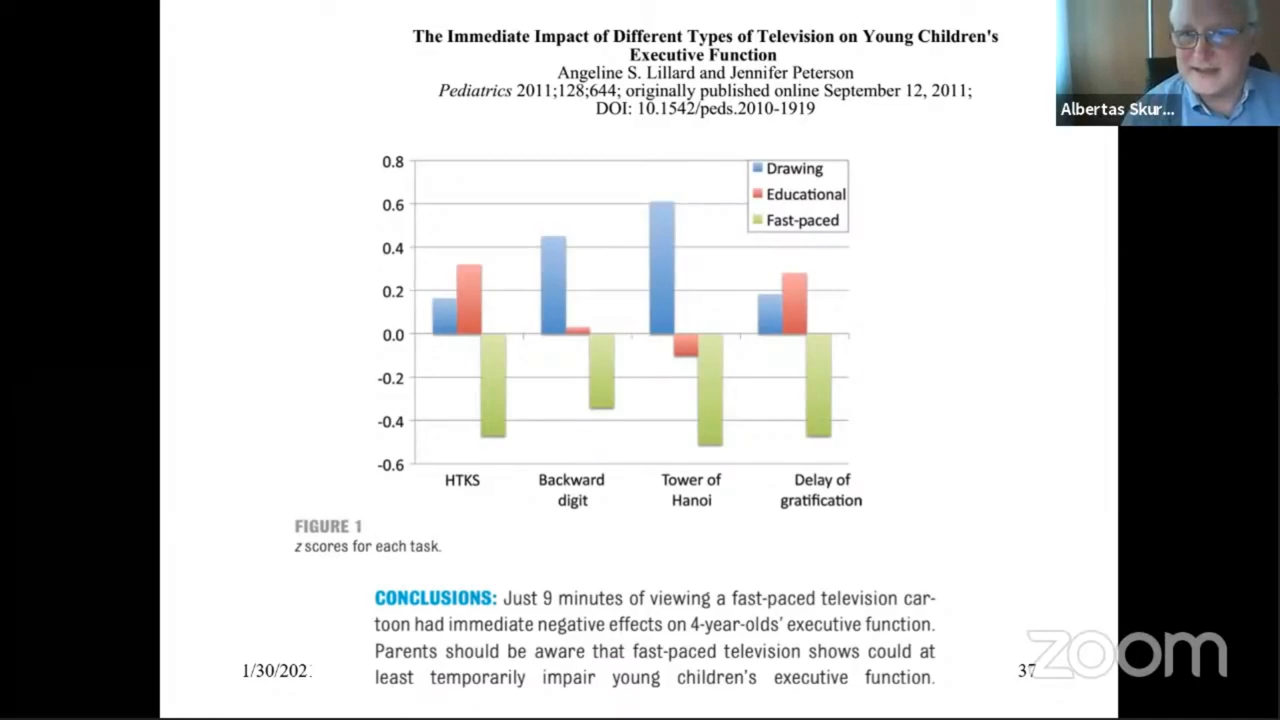 The Immediate Impact of Different Types of Television on Young Children's
Executive Function
Angeline S. Lillard and Jennifer Peterson
Pediatrics 2011;128;644; originally published online September 12, 2011;
DOI: 10.1542/peds.2010-1919
Albertas Skur...
0.8
0.6
0.4
0.2
0.0
-0.2
-0.4
-0.6
Drawing
Educational
Fast-paced
HTKS
Backward
digit
Tower of
Hanoi
Delay of
gratification
FIGURE 1
z scores for each task.
CONCLUSIONS: Just 9 minutes of viewing a fast-paced television car-
toon had immediate negative effects on 4-year-olds' executive function.
Parents should be aware that fast-paced television shows could at
least temporarily impair young children's executive function.
1/30/202
37
zoom